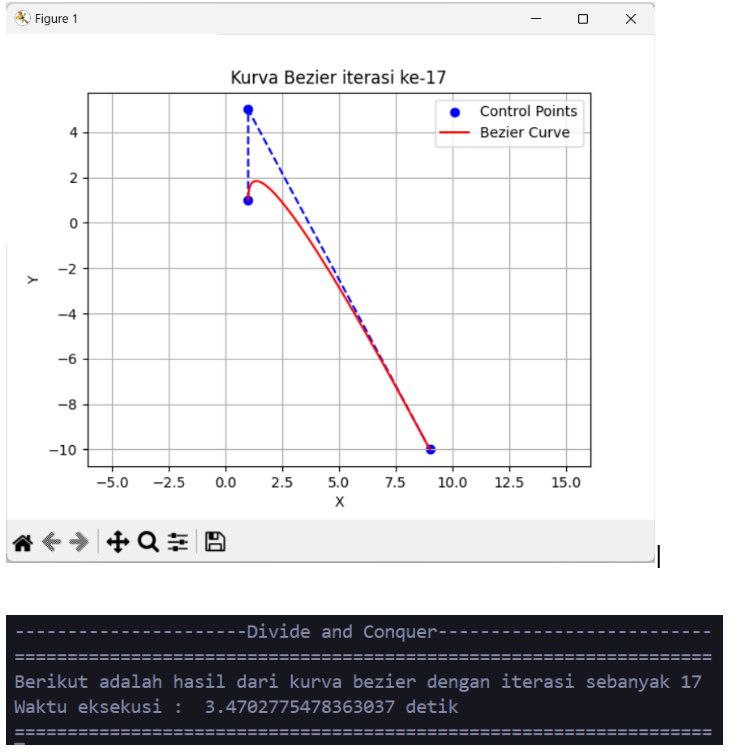 Figure 1
Kurva Bezier iterasi ke-17
Control Points
Bezier Curve
4
2
0
−2
−4
−6
−8
−10
Y
−5.0 −2.5 0.0 2.5 5.0 7.5 10.0 12.5 15.0
X
----------------------Divide and Conquer--------------------------
==================================================================
Berikut adalah hasil dari kurva bezier dengan iterasi sebanyak 17
Waktu eksekusi :  3.4702775478363037 detik
==================================================================